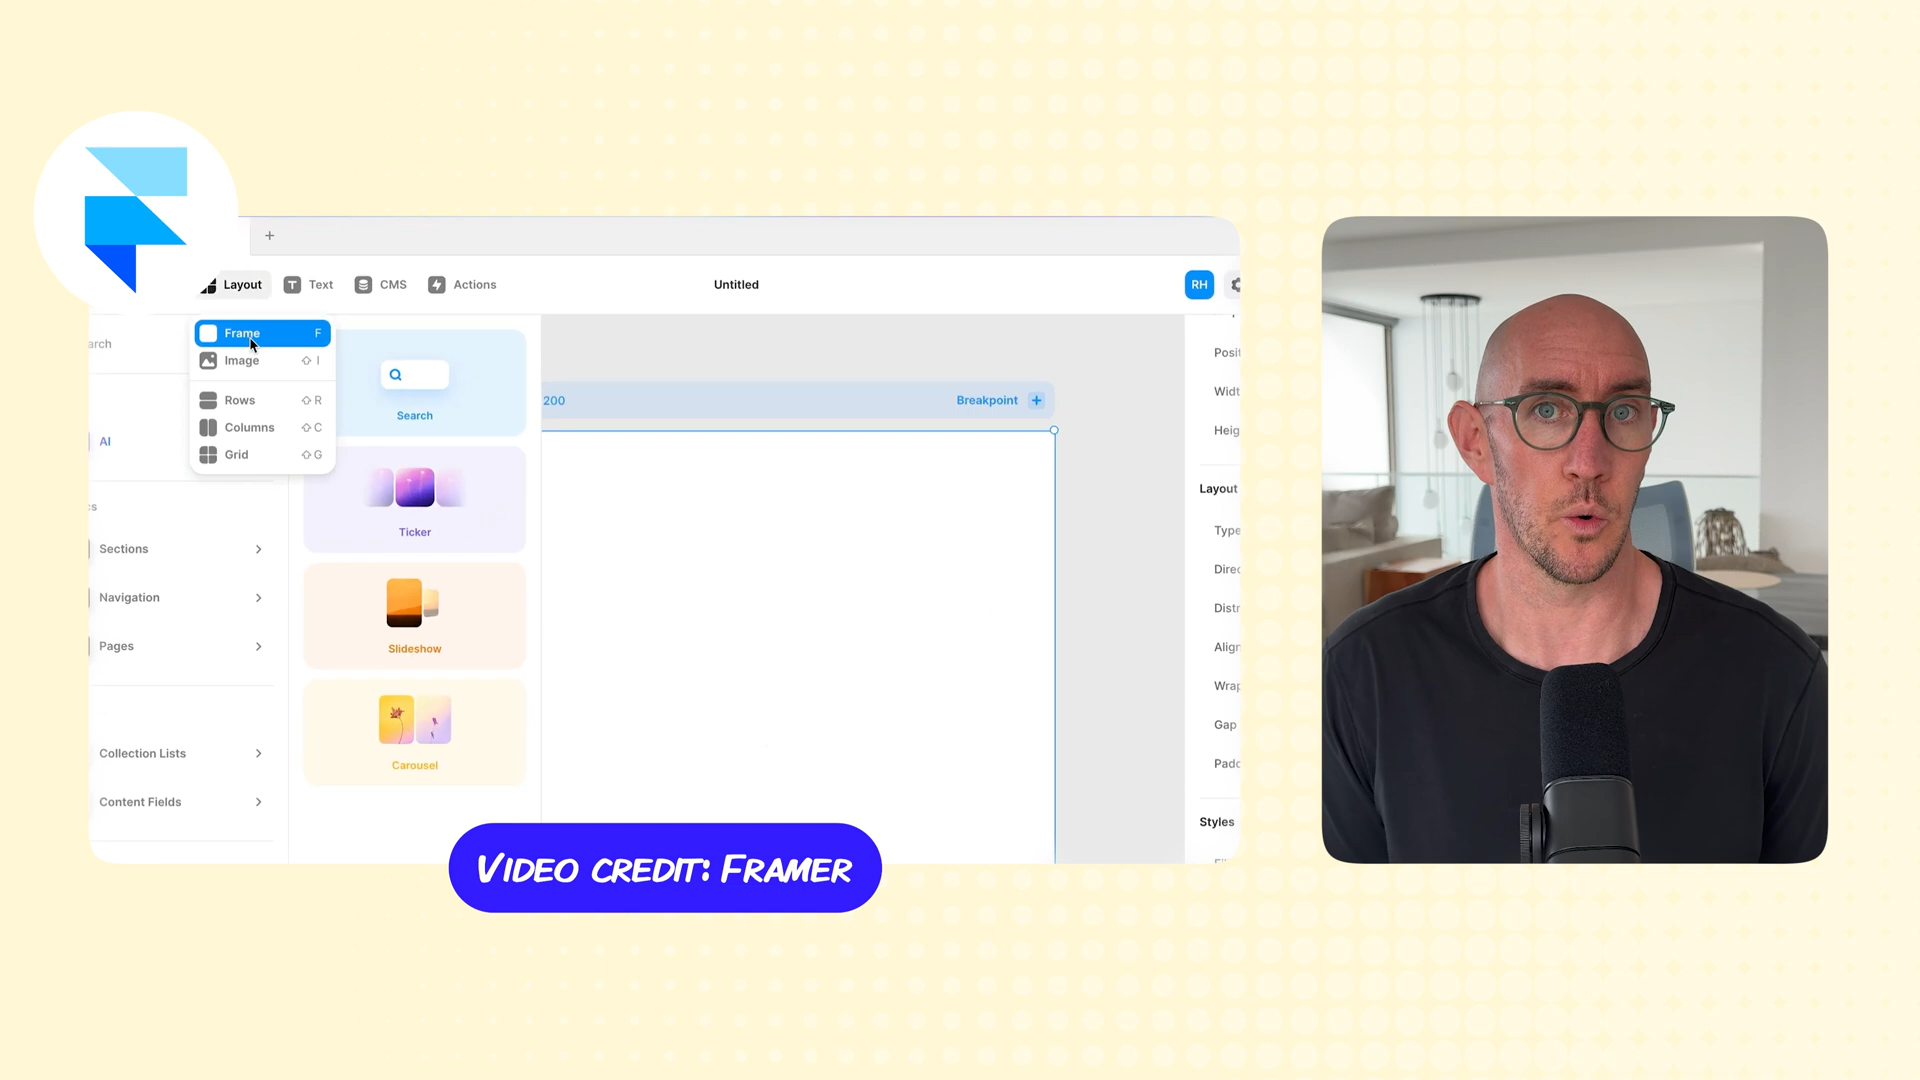 +
Layout
Text
CMS
Actions
Untitled
RH
Frame F
Image ⇧ I
Rows ⇧ R
Columns ⇧ C
Grid ⇧ G
arch
AI
cs
Sections
Navigation
Pages
Collection Lists
Content Fields
Search
Ticker
Slideshow
Carousel
200
Breakpoint +
Posit
Widt
Heig
Layout
Type
Direc
Distr
Align
Wrap
Gap
Padd
Styles
VIDEO CREDIT: FRAMER